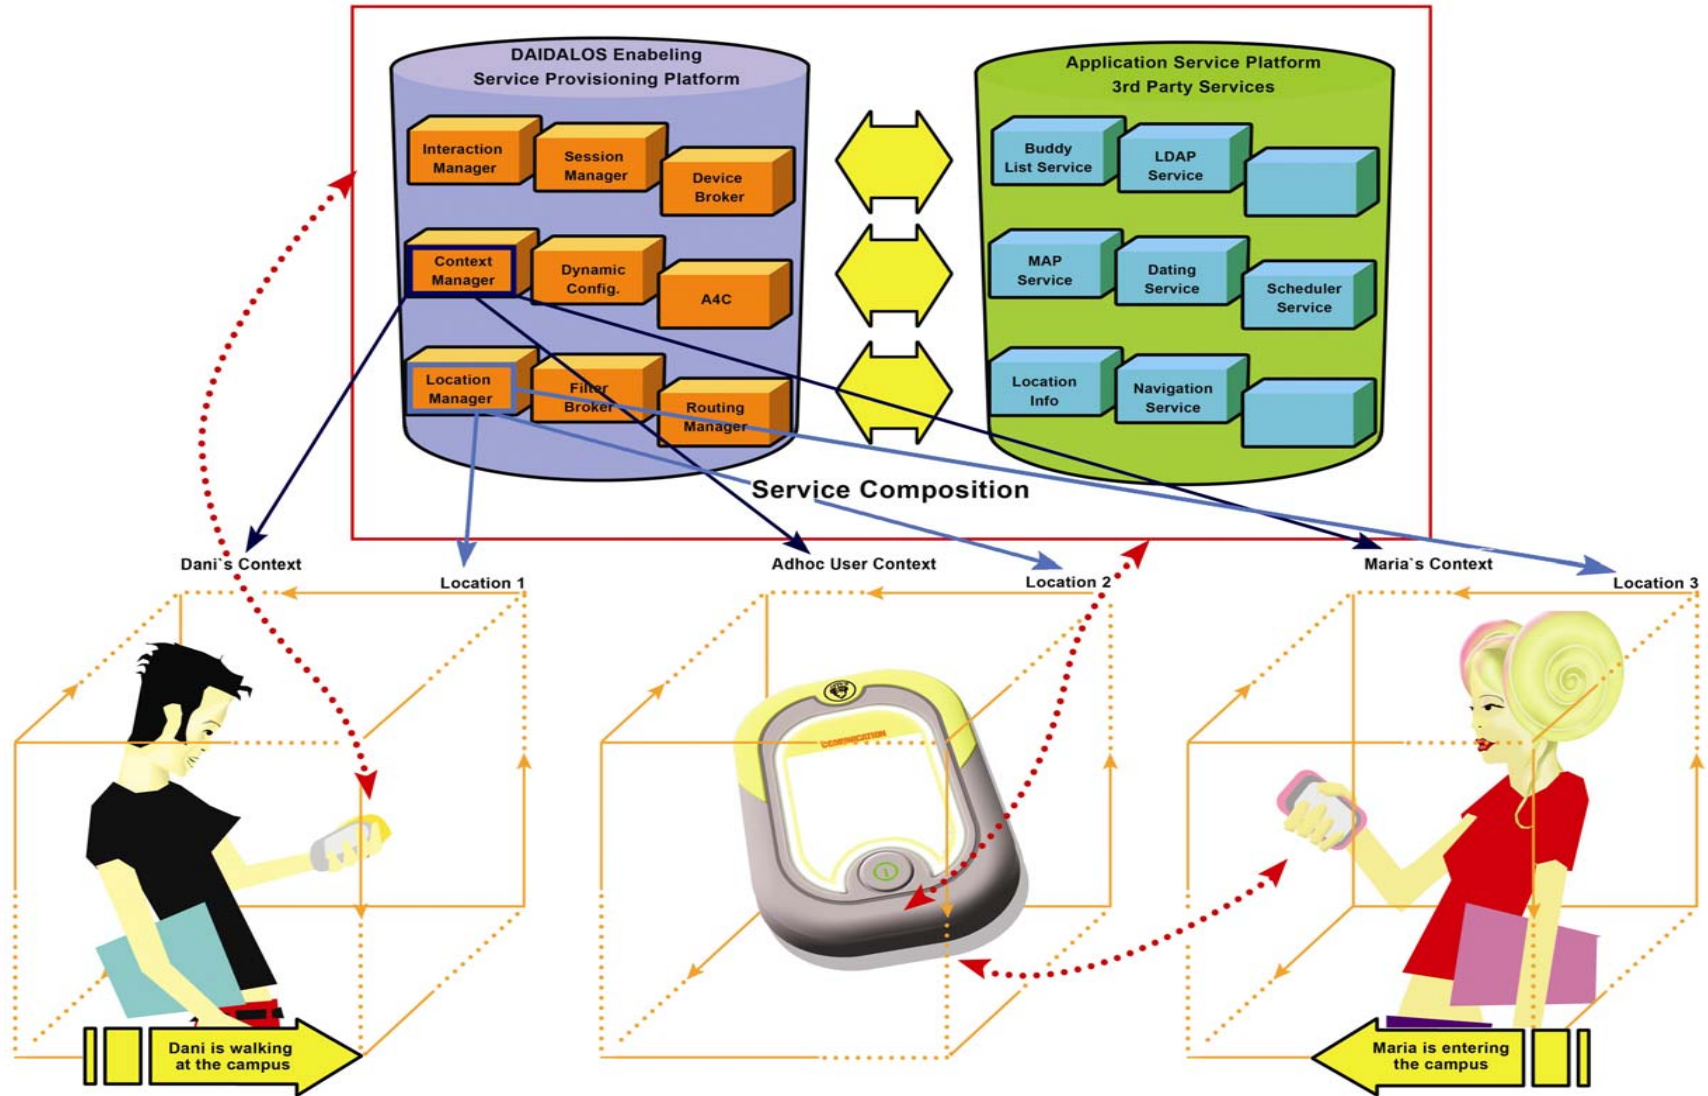 DAIDALOS Enabeling
Service Provisioning Platform
Interaction
Manager
Session
Manager
Device
Broker
Context
Manager
Dynamic
Config.
A4C
Location
Manager
Filter
Broker
Routing
Manager
Application Service Platform
3rd Party Services
Buddy
List Service
LDAP
Service
MAP
Service
Dating
Service
Scheduler
Service
Location
Info
Navigation
Service
Service Composition
Dani`s Context
Location 1
Adhoc User Context
Location 2
Maria`s Context
Location 3
Dani is walking
at the campus
Maria is entering
the campus